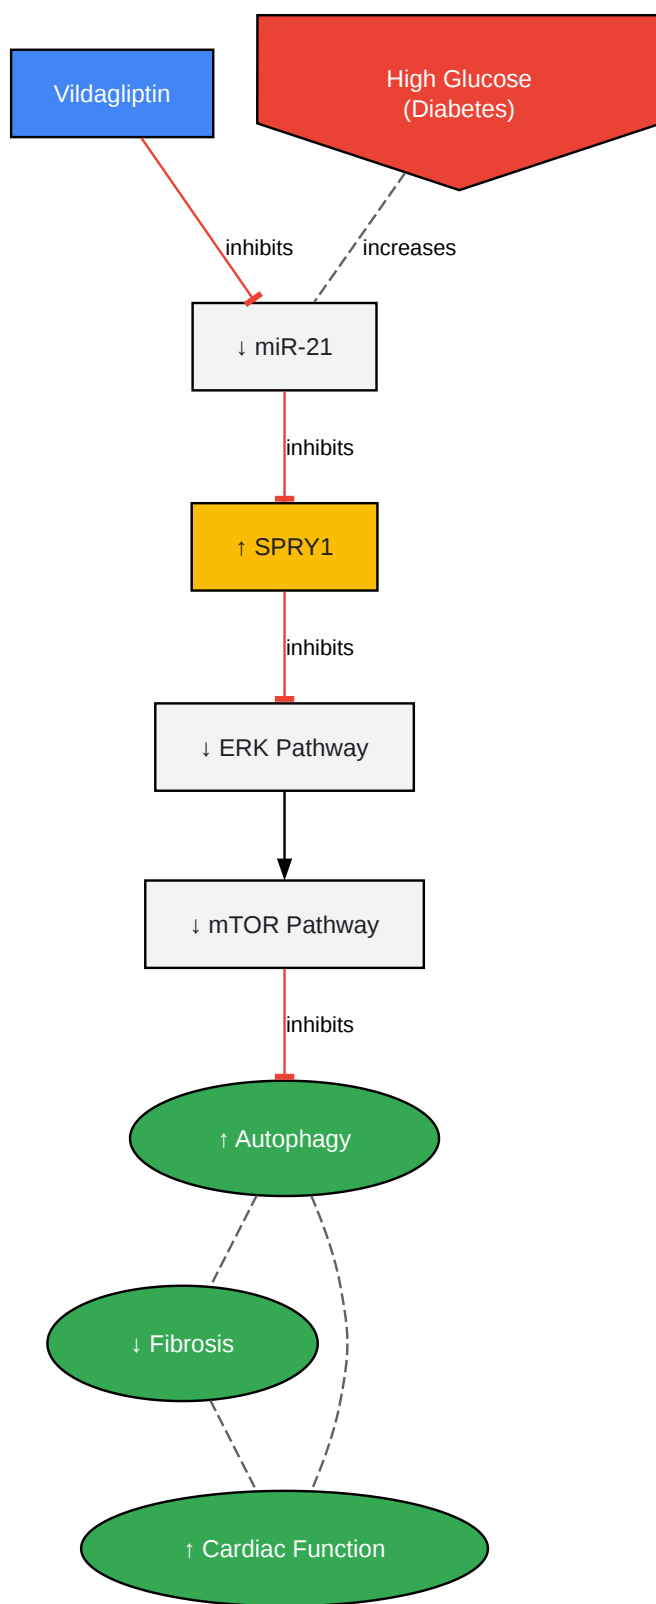 Vildagliptin
High Glucose
(Diabetes)
inhibits
increases
↓ miR-21
inhibits
↑ SPRY1
inhibits
↓ ERK Pathway
↓ mTOR Pathway
inhibits
↑ Autophagy
↓ Fibrosis
↑ Cardiac Function